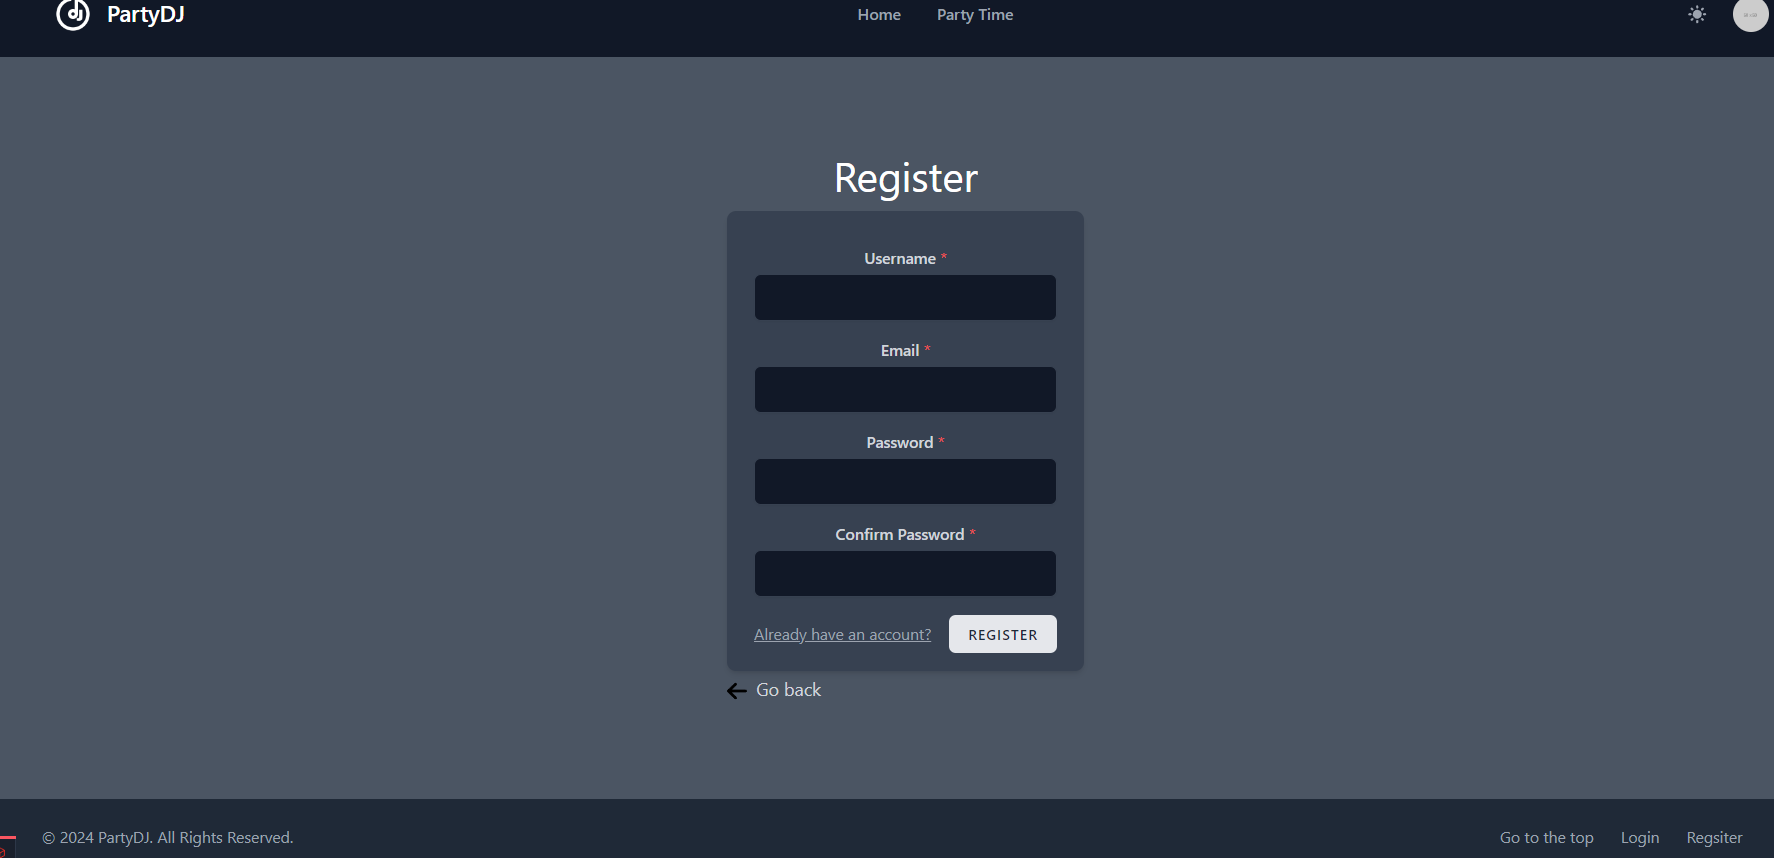 PartyDJ
Home
Party Time
Register
Username *
Email *
Password *
Confirm Password *
Already have an account?
REGISTER
Go back
© 2024 PartyDJ. All Rights Reserved.
Go to the top
Login
Regsiter